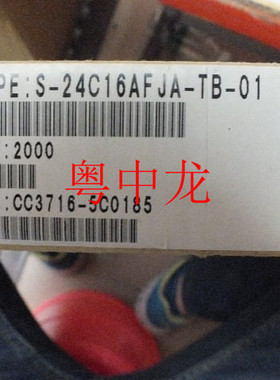 PE:S-24C16AFJA-TB-01
:2000
粤中龙
:CC3716-5C0185